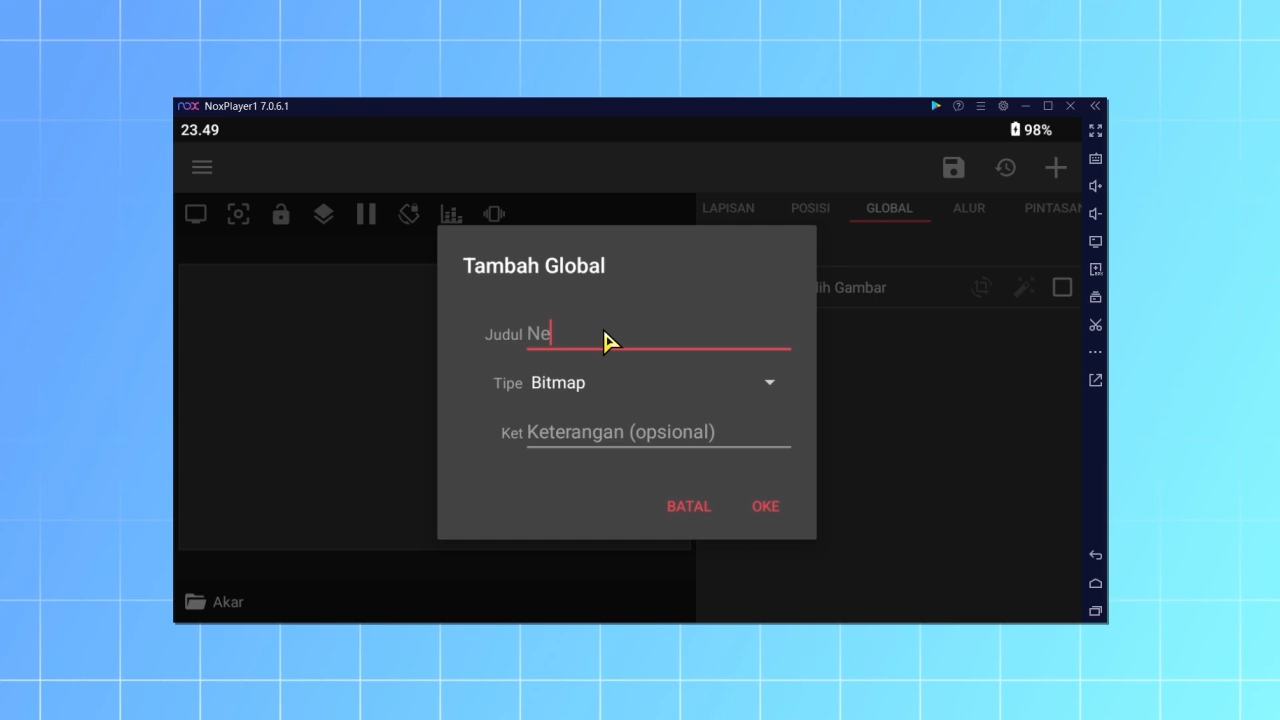 nox NoxPlayer1 7.0.6.1
23.49
98%
LAPISAN POSISI GLOBAL ALUR PINTASAN
Tambah Global
Gambar
Judul Ne
Tipe Bitmap
Ket Keterangan (opsional)
BATAL OKE
Akar